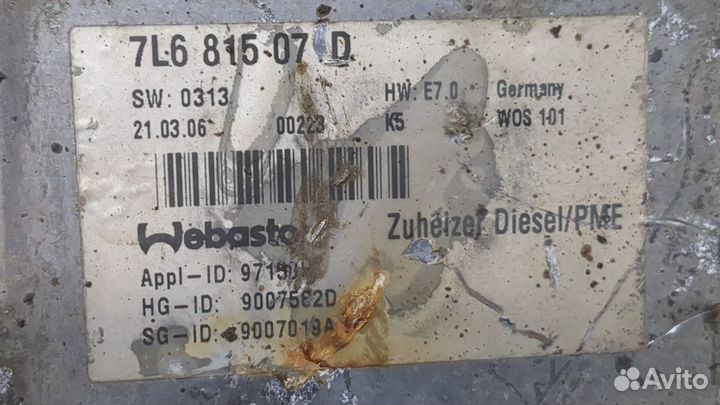 7L6 815 07 D
SW: 0313 HW: E7.0 Germany
21.03.06 00223 K5 WOS 101
Webasto
Zuheizer Diesel/PME
Appl-ID:
HG-ID: 9007582D
SG-ID: 9007019A
Avito